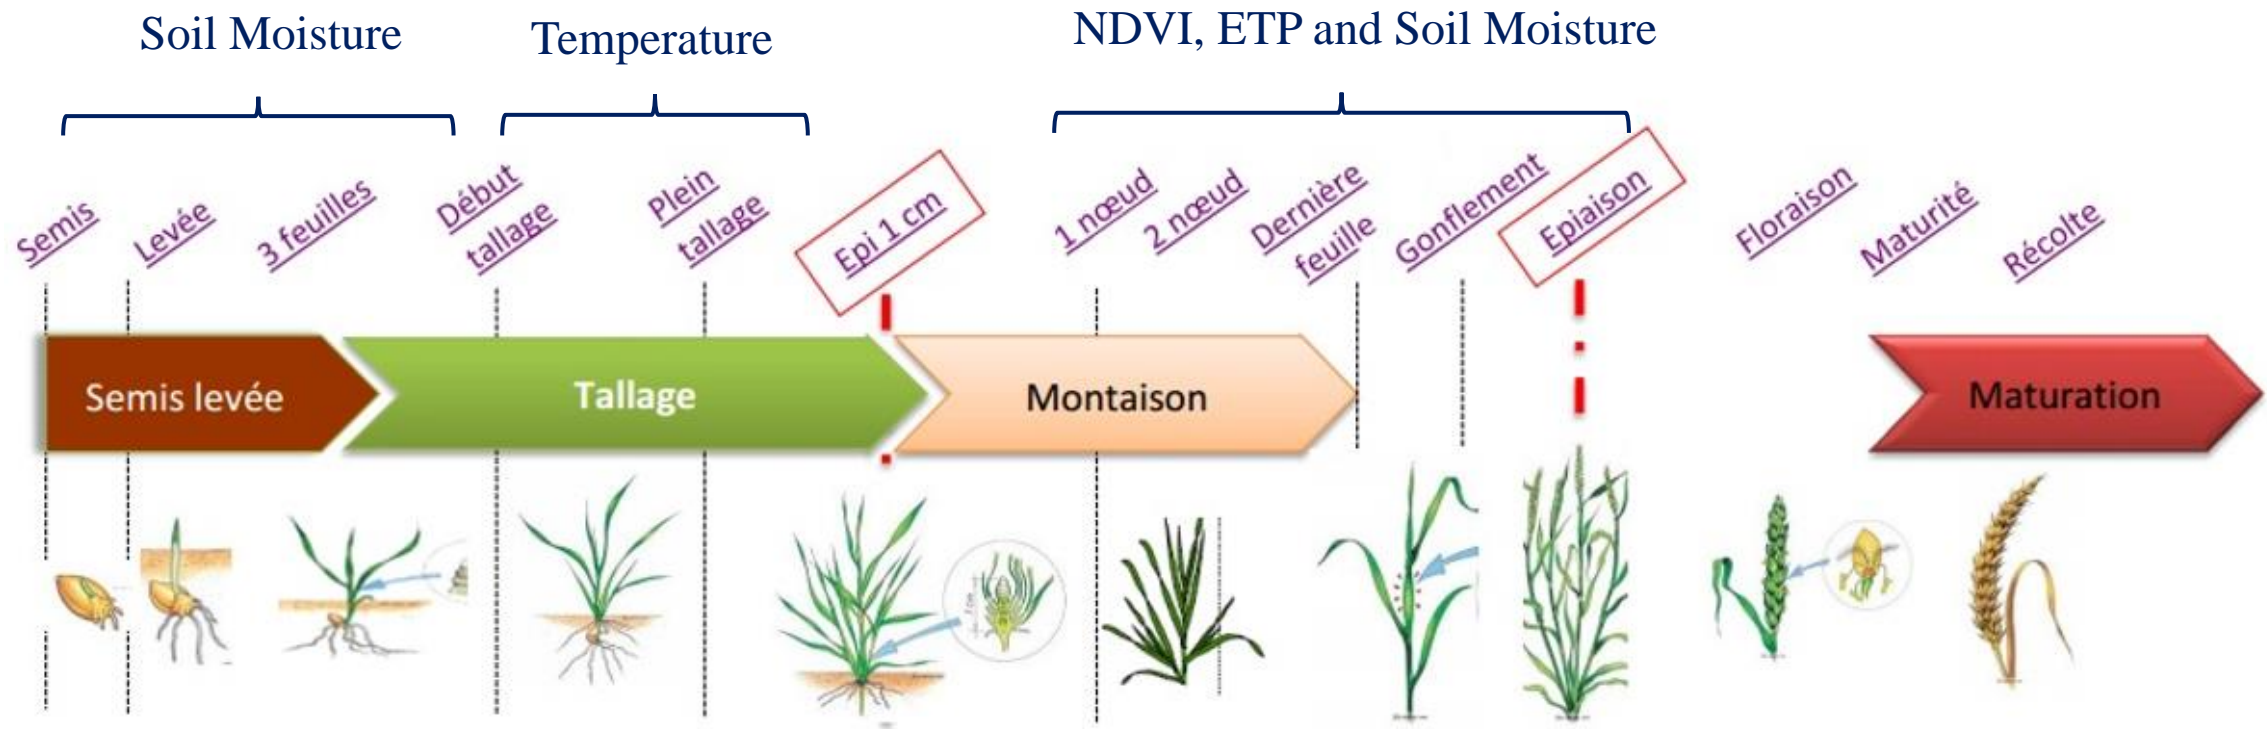 Soil Moisture
Temperature
NDVI, ETP and Soil Moisture
Semis
Levée
3 feuilles
Début
tallage
Plein
tallage
Epi 1 cm
1 nœud
2 nœud
Dernière
feuille
Gonflement
Epiaison
Floraison
Maturité
Récolte
Semis levée
Tallage
Montaison
Maturation